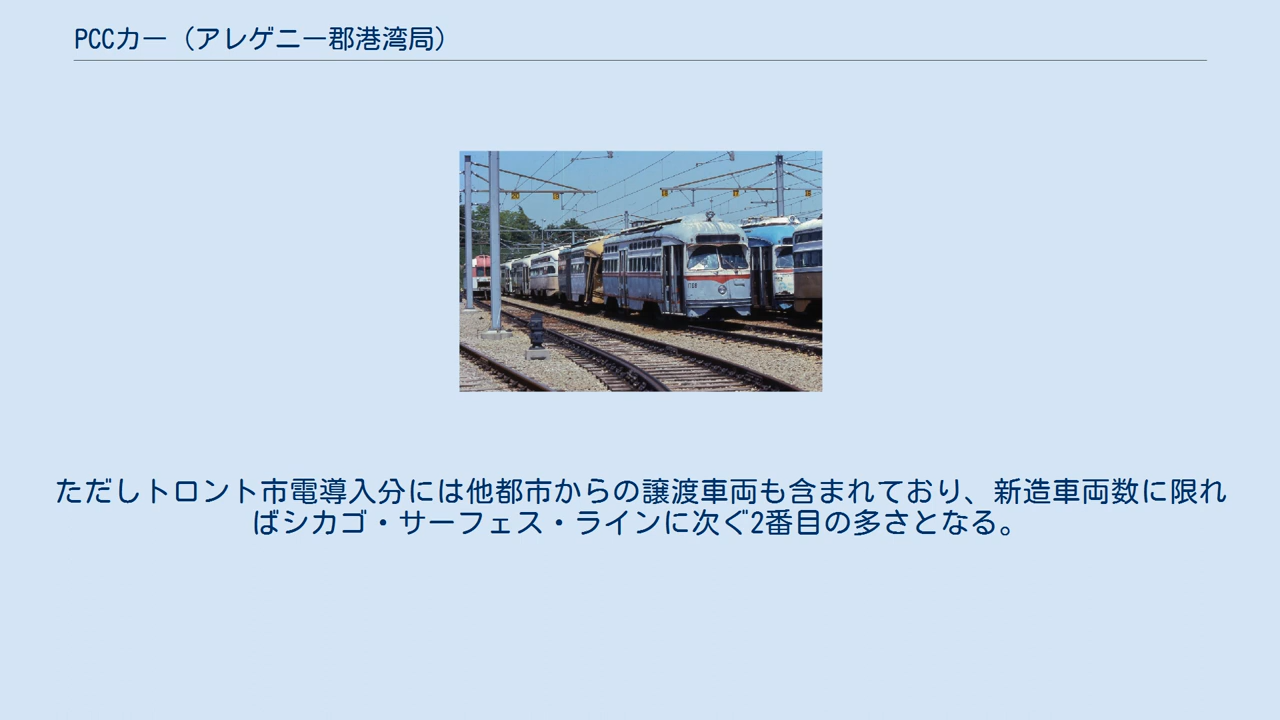 PCCカー（アレゲニー郡港湾局）
ただしトロント市電導入分には他都市からの譲渡車両も含まれており、新造車両数に限れ
ばシカゴ・サーフェス・ラインに次ぐ2番目の多さとなる。